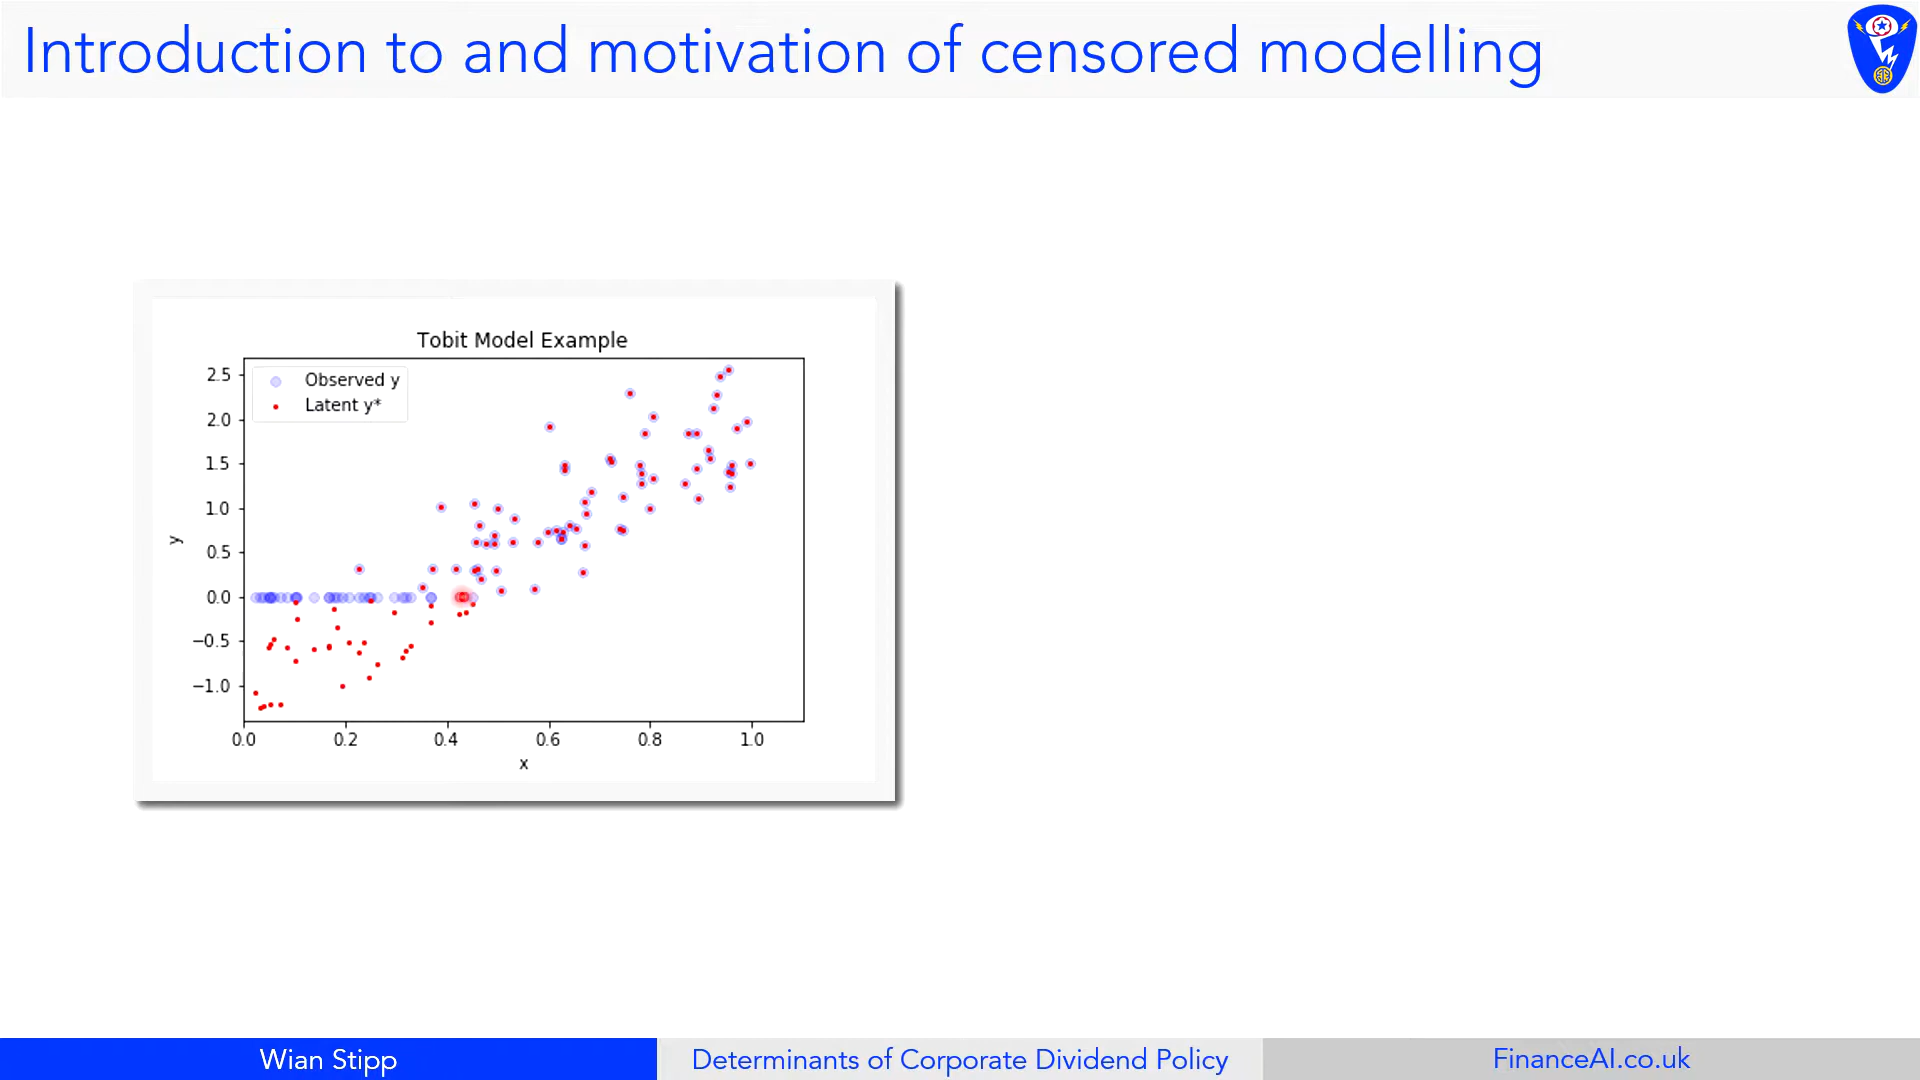 Introduction to and motivation of censored modelling
Tobit Model Example
Observed y
Latent y*
2.5
2.0
1.5
1.0
0.5
0.0
−0.5
−1.0
y
0.0 0.2 0.4 0.6 0.8 1.0
x
Wian Stipp
Determinants of Corporate Dividend Policy
FinanceAI.co.uk